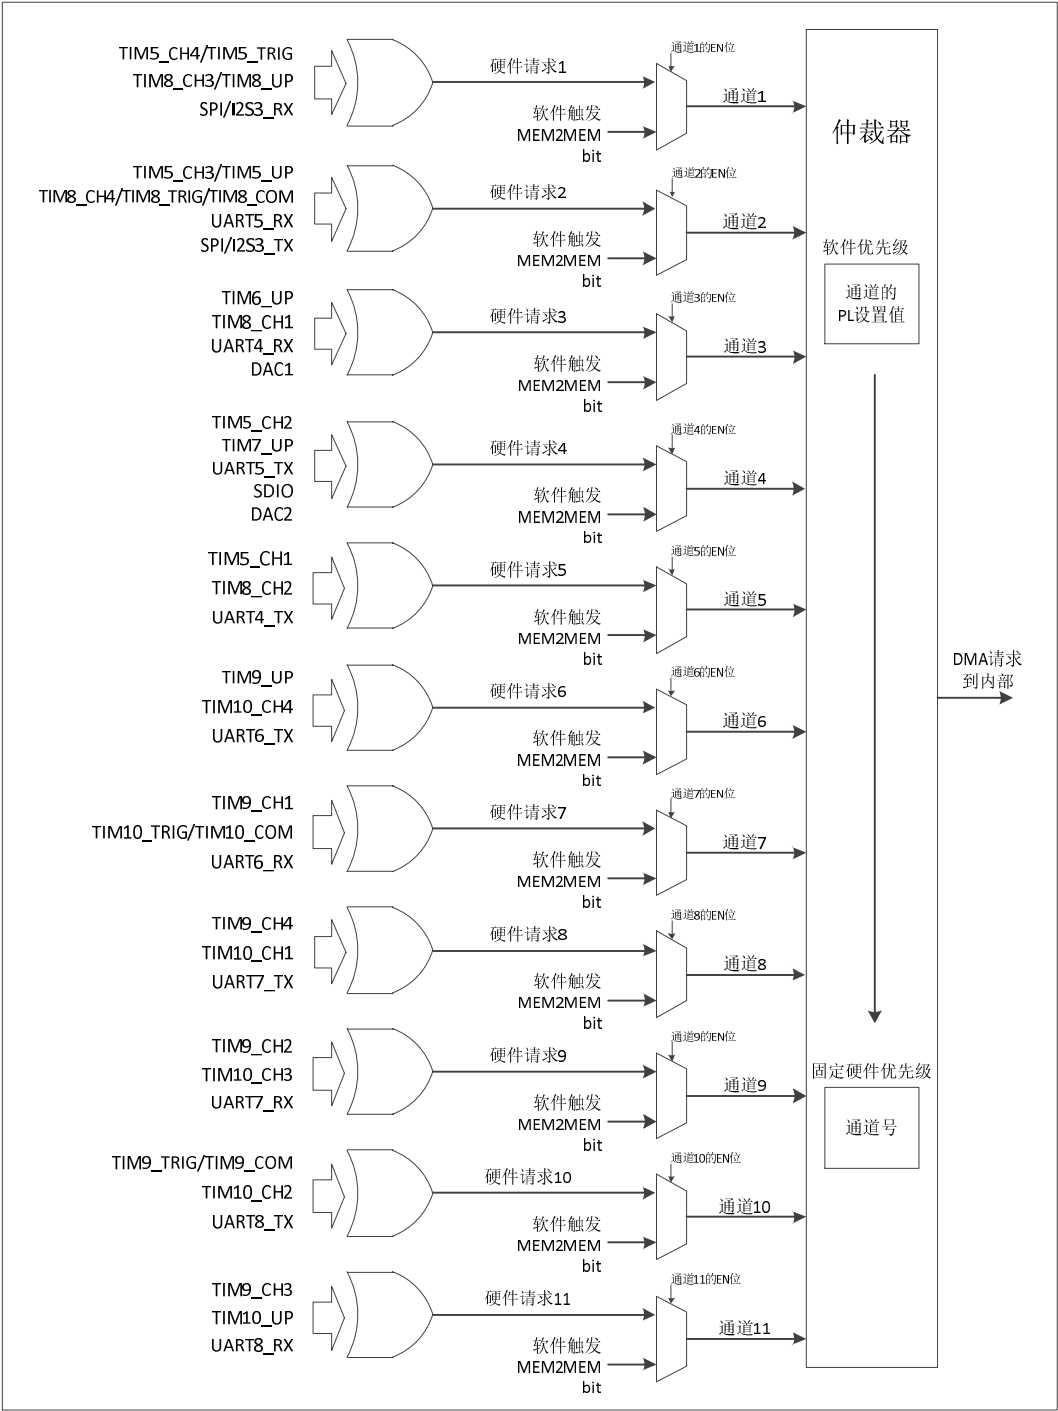 TIM5_CH4/TIM5_TRIG
TIM8_CH3/TIM8_UP
SPI/I2S3_RX
硬件请求1
软件触发
MEM2MEM
bit
通道1的EN位
通道1
TIM5_CH3/TIM5_UP
TIM8_CH4/TIM8_TRIG/TIM8_COM
UART5_RX
SPI/I2S3_TX
硬件请求2
软件触发
MEM2MEM
bit
通道2的EN位
通道2
TIM6_UP
TIM8_CH1
UART4_RX
DAC1
硬件请求3
软件触发
MEM2MEM
bit
通道3的EN位
通道3
TIM5_CH2
TIM7_UP
UART5_TX
SDIO
DAC2
硬件请求4
软件触发
MEM2MEM
bit
通道4的EN位
通道4
TIM5_CH1
TIM8_CH2
UART4_TX
硬件请求5
软件触发
MEM2MEM
bit
通道5的EN位
通道5
TIM9_UP
TIM10_CH4
UART6_TX
硬件请求6
软件触发
MEM2MEM
bit
通道6的EN位
通道6
TIM9_CH1
TIM10_TRIG/TIM10_COM
UART6_RX
硬件请求7
软件触发
MEM2MEM
bit
通道7的EN位
通道7
TIM9_CH4
TIM10_CH1
UART7_TX
硬件请求8
软件触发
MEM2MEM
bit
通道8的EN位
通道8
TIM9_CH2
TIM10_CH3
UART7_RX
硬件请求9
软件触发
MEM2MEM
bit
通道9的EN位
通道9
TIM9_TRIG/TIM9_COM
TIM10_CH2
UART8_TX
硬件请求10
软件触发
MEM2MEM
bit
通道10的EN位
通道10
TIM9_CH3
TIM10_UP
UART8_RX
硬件请求11
软件触发
MEM2MEM
bit
通道11的EN位
通道11
仲裁器
软件优先级
通道的
PL设置值
固定硬件优先级
通道号
DMA请求
到内部